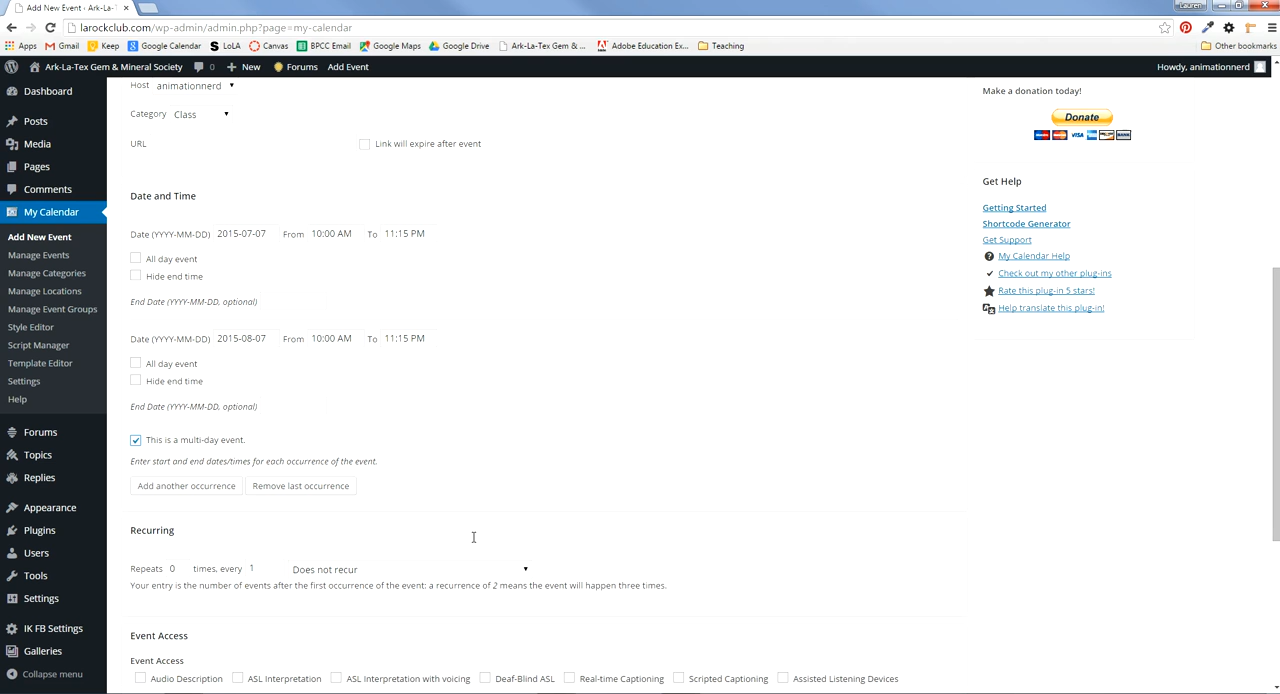 Add New Event ‹ Ark-La-T
Lauren
larockclub.com/wp-admin/admin.php?page=my-calendar
Apps Gmail Keep Google Calendar LoLA Canvas BPCC Email Google Maps Google Drive Ark-La-Tex Gem & ... Adobe Education Ex... Teaching Other bookmarks
Ark-La-Tex Gem & Mineral Society 0 New Forums Add Event Howdy, animationnerd
Dashboard
Posts
Media
Pages
Comments
My Calendar
Add New Event
Manage Events
Manage Categories
Manage Locations
Manage Event Groups
Style Editor
Script Manager
Template Editor
Settings
Help
Forums
Topics
Replies
Appearance
Plugins
Users
Tools
Settings
IK FB Settings
Galleries
Collapse menu
Host animationnerd
Category Class
URL Link will expire after event
Date and Time
Date (YYYY-MM-DD) 2015-07-07 From 10:00 AM To 11:15 PM
All day event
Hide end time
End Date (YYYY-MM-DD, optional)
Date (YYYY-MM-DD) 2015-08-07 From 10:00 AM To 11:15 PM
All day event
Hide end time
End Date (YYYY-MM-DD, optional)
This is a multi-day event.
Enter start and end dates/times for each occurrence of the event.
Add another occurrence Remove last occurrence
Recurring
Repeats 0 times, every 1 Does not recur
Your entry is the number of events after the first occurrence of the event: a recurrence of 2 means the event will happen three times.
Event Access
Event Access
Audio Description ASL Interpretation ASL Interpretation with voicing Deaf-Blind ASL Real-time Captioning Scripted Captioning Assisted Listening Devices
Make a donation today!
Donate
VISA
Get Help
Getting Started
Shortcode Generator
Get Support
My Calendar Help
Check out my other plug-ins
Rate this plug-in 5 stars!
Help translate this plug-in!